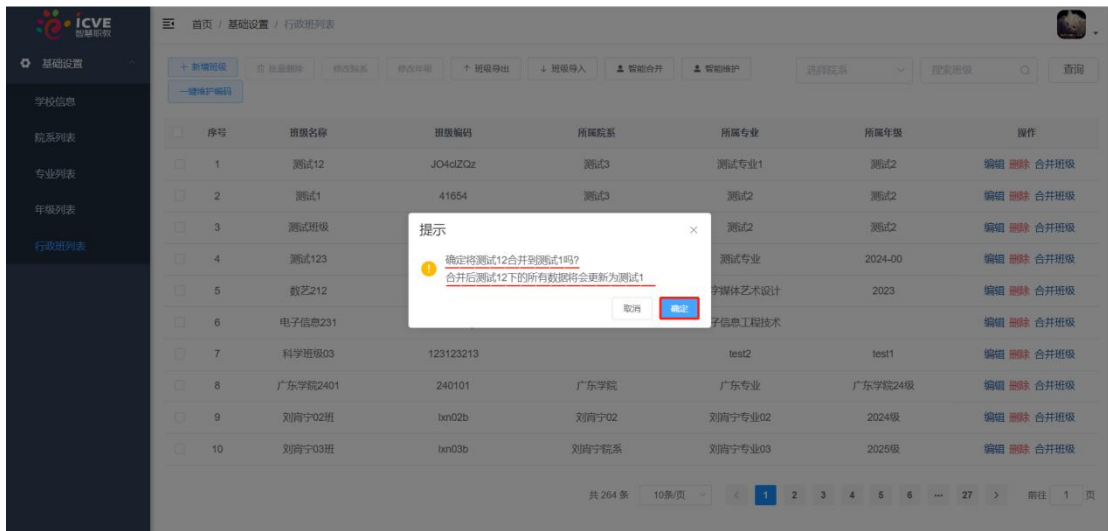 icve
智慧职教
首页 / 基础设置 / 行政班列表
基础设置
学校信息
院系列表
专业列表
年级列表
行政班列表
+ 新增班级 批量删除 修改院系 修改年级 ↑ 班级导出 ↓ 班级导入 智能合并 智能维护 选择院系 搜索班级 查询
一键维护编码
序号 班级名称 班级编码 所属院系 所属专业 所属年级 操作
1 测试12 JO4clZQz 测试3 测试专业1 测试2 编辑 删除 合并班级
2 测试1 41654 测试3 测试2 测试2 编辑 删除 合并班级
3 测试班级 测试2 测试2 编辑 删除 合并班级
4 测试123 测试专业 2024-00 编辑 删除 合并班级
5 数艺212 字媒体艺术设计 2023 编辑 删除 合并班级
6 电子信息231 子信息工程技术 编辑 删除 合并班级
7 科学班级03 123123213 test2 test1 编辑 删除 合并班级
8 广东学院2401 240101 广东学院 广东专业 广东学院24级 编辑 删除 合并班级
9 刘宵宁02班 lxn02b 刘宵宁02 刘宵宁专业02 2024级 编辑 删除 合并班级
10 刘宵宁03班 lxn03b 刘宵宁院系 刘宵宁专业03 2025级 编辑 删除 合并班级
提示
确定将测试12合并到测试1吗?
合并后测试12下的所有数据将会更新为测试1
取消 确定
共 264 条 10条/页 < 1 2 3 4 5 6 ··· 27 > 前往 1 页